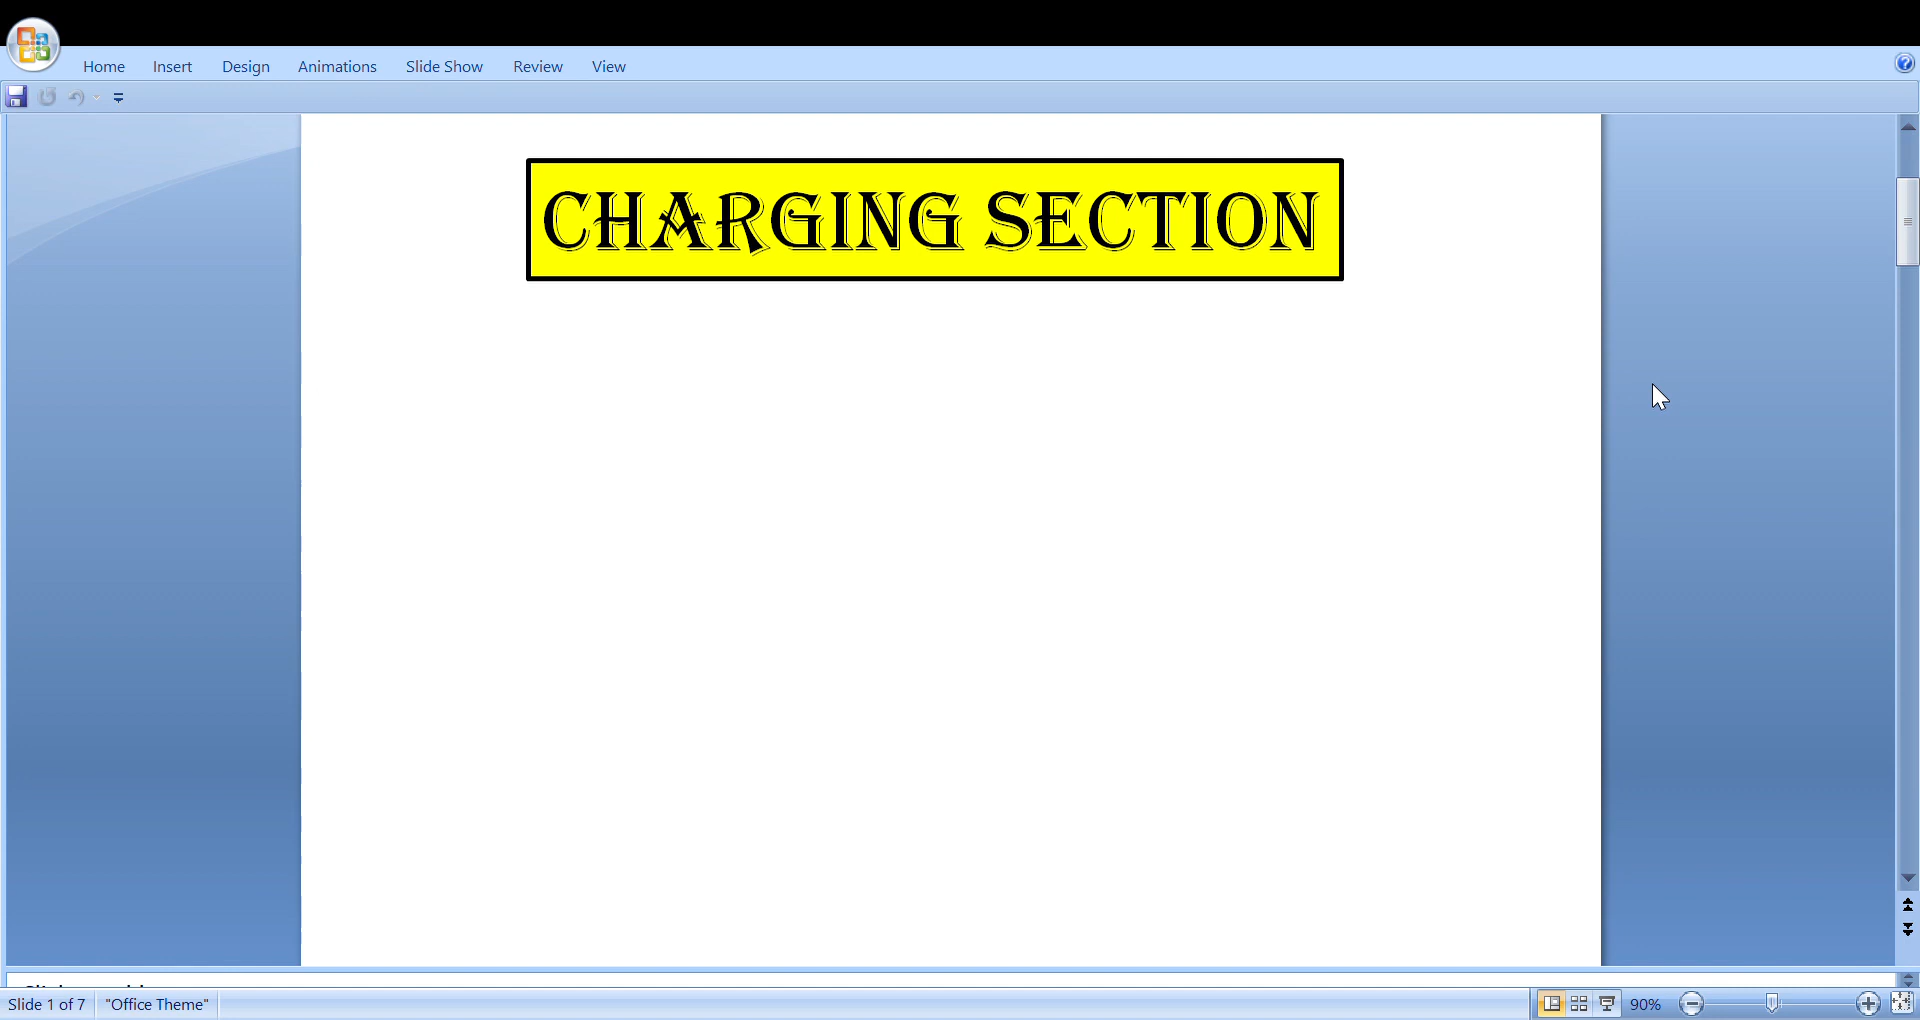 Home Insert Design Animations Slide Show Review View
CHARGING SECTION
Slide 1 of 7 "Office Theme" 90%